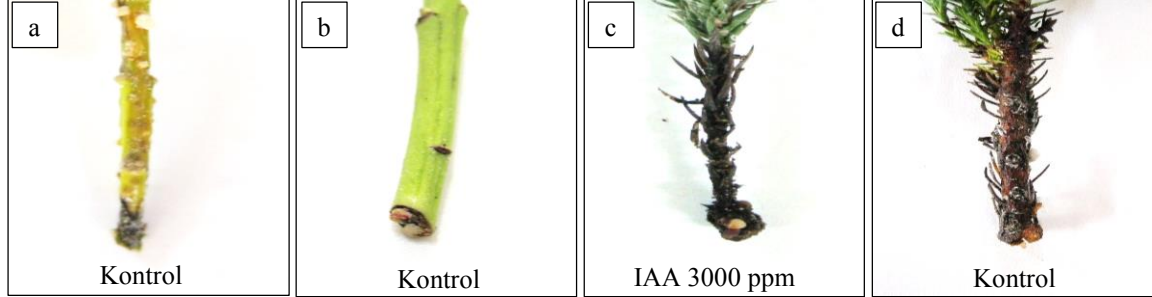 a
Kontrol
b
Kontrol
c
IAA 3000 ppm
d
Kontrol